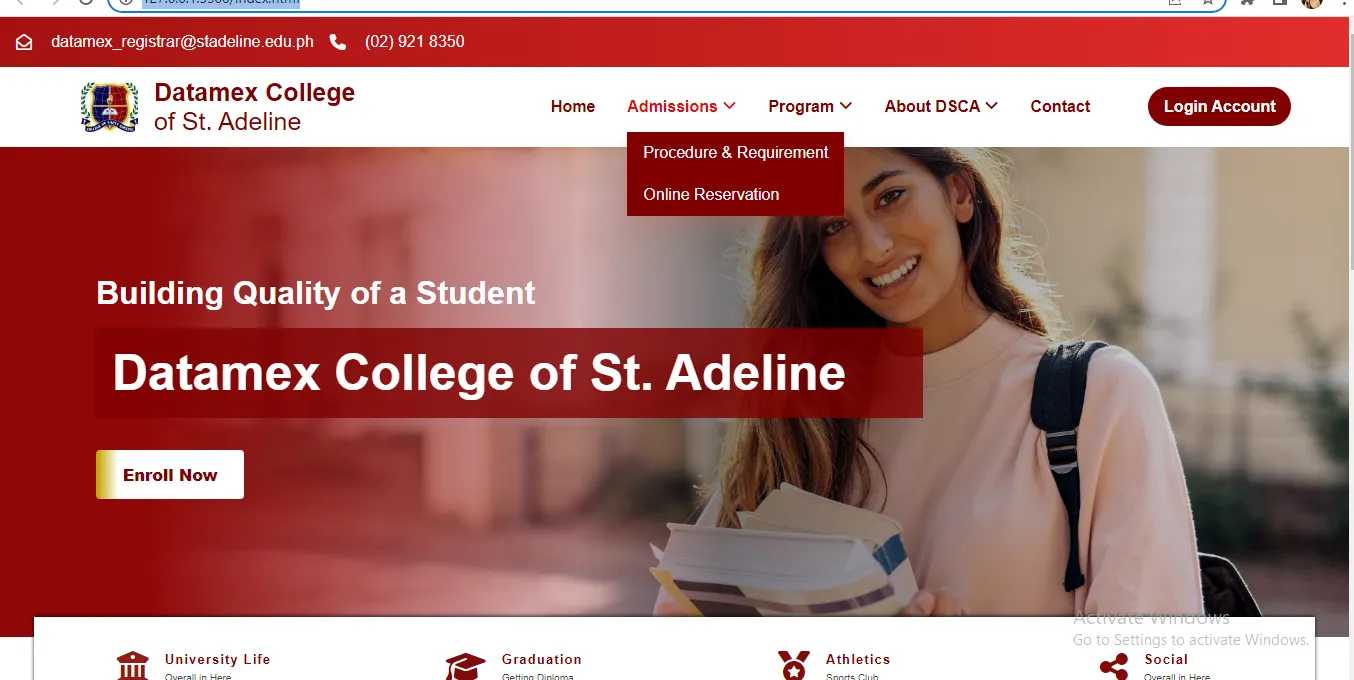 datamex_registrar@stadeline.edu.ph (02) 921 8350
Datamex College
of St. Adeline
Home Admissions Program About DSCA Contact Login Account
Procedure & Requirement
Online Reservation
Building Quality of a Student
Datamex College of St. Adeline
Enroll Now
Activate Windows
Go to Settings to activate Windows.
University Life Graduation Athletics Social
Overall in Here Getting Diploma Sports Club Overall in Here